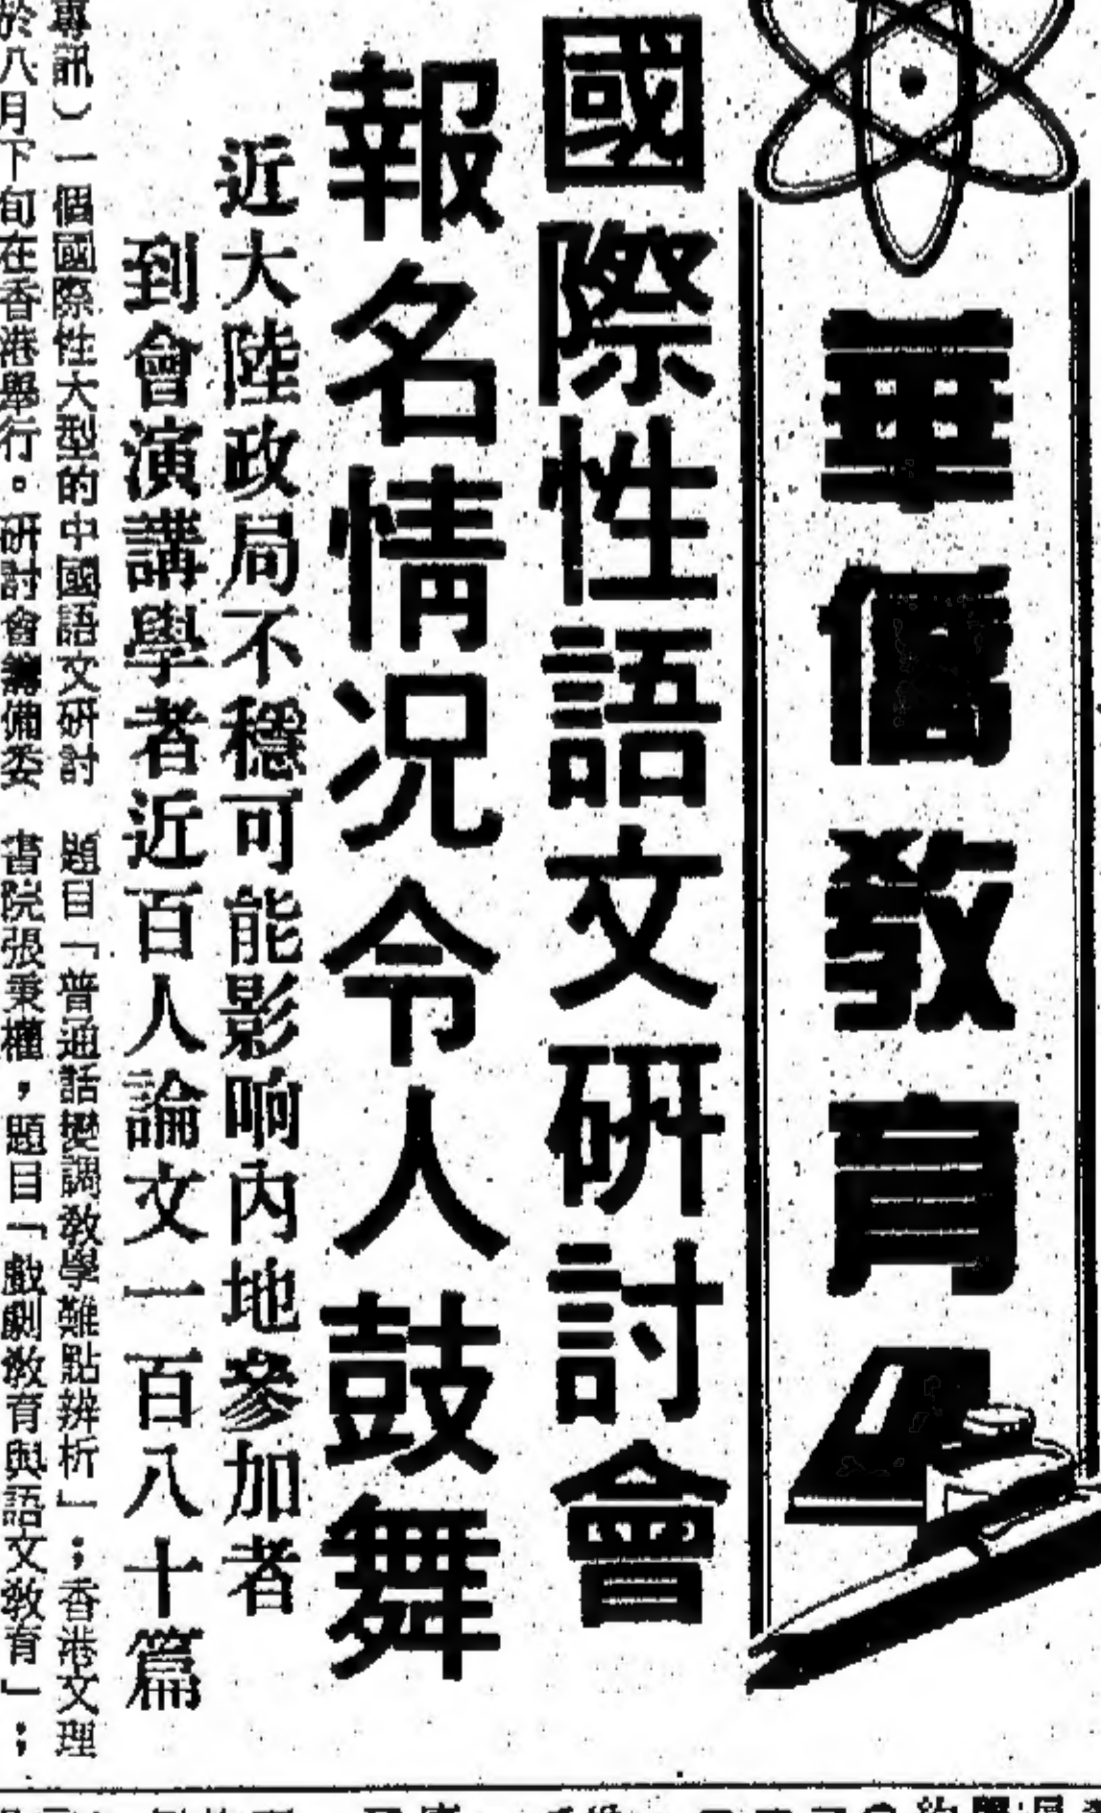 華僑教育
國際性語文研討會
報名情况令人鼓舞
近大陸政局不穩可能影响內地參加者
到會演講學者近百人論文一百八十篇
專訊）一個國際性大型的中國語文研討
於八月下旬在香港舉行。研討會籌備委
題目「普通話變調教學難點辨析」；香港文理
書院張秉權，題目「戲劇教育與語文教育」；